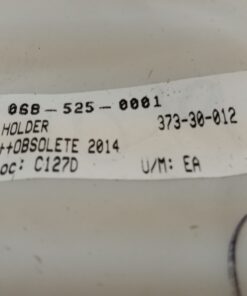 068-525-0001
HOLDER 373-30-012
++OBSOLETE 2014
oc: C127D U/M: EA